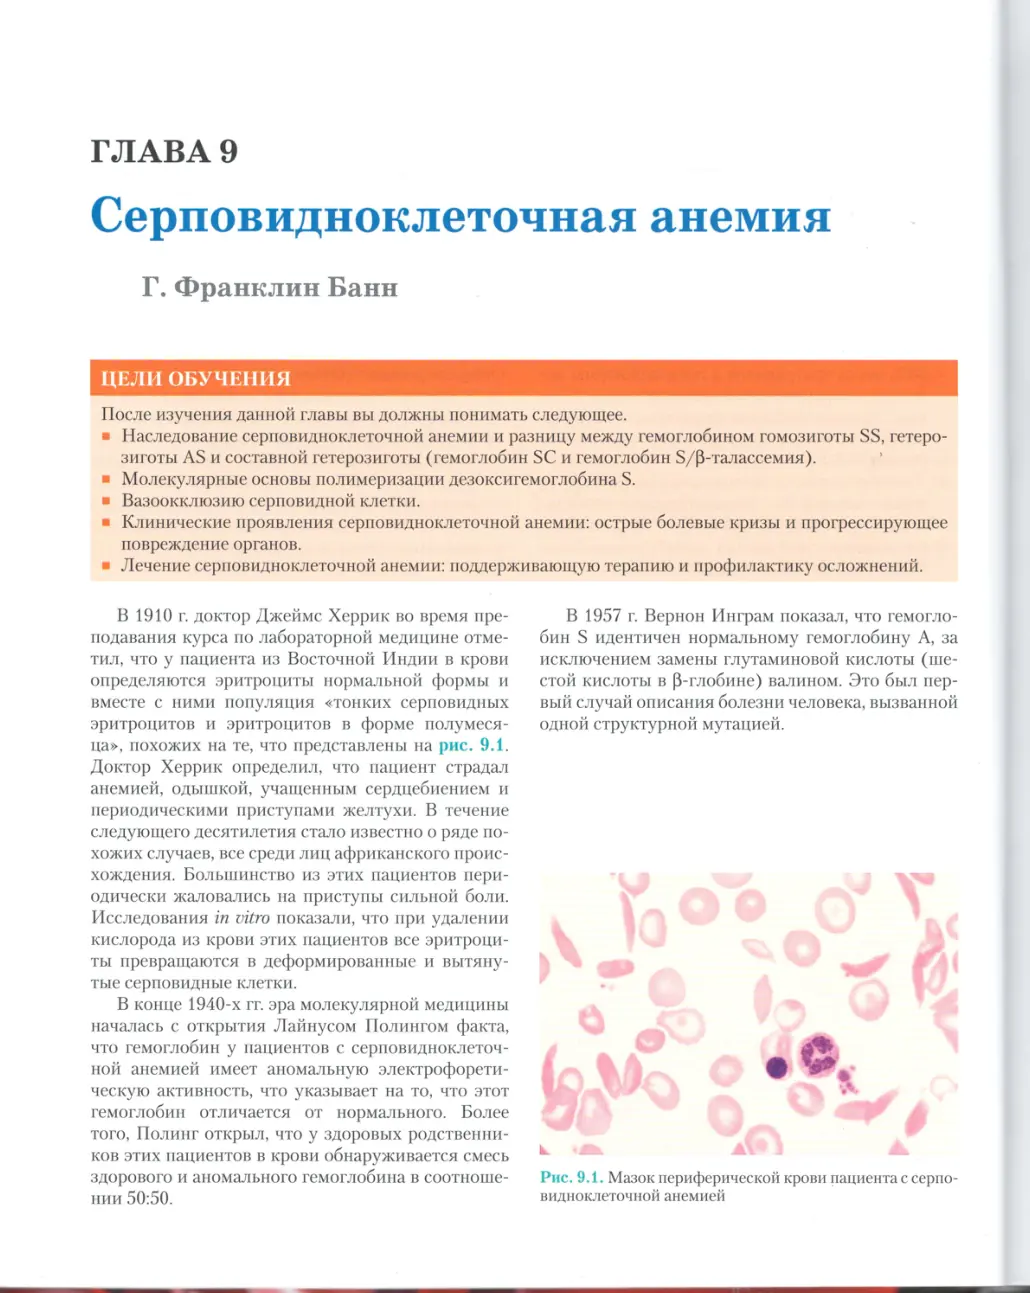 ГЛАВА 9
Серповидноклеточная анемия
Г. Франклин Банн
ЦЕЛИ ОБУЧЕНИЯ
После изучения данной главы вы должны понимать следующее.
Наследование серповидноклеточной анемии и разницу между гемоглобином гомозиготы SS, гетеро-
зиготы AS и составной гетерозиготы (гемоглобин SC и гемоглобин S/β-талассемия).
Молекулярные основы полимеризации дезоксигемоглобина S.
Вазоокклюзию серповидной клетки.
Клинические проявления серповидноклеточной анемии: острые болевые кризы и прогрессирующее
повреждение органов.
Лечение серповидноклеточной анемии: поддерживающую терапию и профилактику осложнений.
В 1910 г. доктор Джеймс Херрик во время пре-
подавания курса по лабораторной медицине отме-
тил, что у пациента из Восточной Индии в крови
определяются эритроциты нормальной формы и
вместе с ними популяция «тонких серповидных
эритроцитов и эритроцитов в форме полумеся-
ца», похожих на те, что представлены на рис. 9.1.
Доктор Херрик определил, что пациент страдал
анемией, одышкой, учащенным сердцебиением и
периодическими приступами желтухи. В течение
следующего десятилетия стало известно о ряде по-
хожих случаев, все среди лиц африканского проис-
хождения. Большинство из этих пациентов пери-
одически жаловались на приступы сильной боли.
Исследования in vitro показали, что при удалении
кислорода из крови этих пациентов все эритроци-
ты превращаются в деформированные и вытяну-
тые серповидные клетки.
В конце 1940-х гг. эра молекулярной медицины
началась с открытия Лайнусом Полингом факта,
что гемоглобин у пациентов с серповидноклеточ-
ной анемией имеет аномальную электрофорети-
ческую активность, что указывает на то, что этот
гемоглобин отличается от нормального. Более
того, Полинг открыл, что у здоровых родственни-
ков этих пациентов в крови обнаруживается смесь
здорового и аномального гемоглобина в соотноше-
нии 50:50.
В 1957 г. Вернон Инграм показал, что гемогло-
бин S идентичен нормальному гемоглобину А, за
исключением замены глутаминовой кислоты (ше-
стой кислоты в β-глобине) валином. Это был пер-
вый случай описания болезни человека, вызванной
одной структурной мутацией.
Рис. 9.1. Мазок периферической крови пациента с серпо-
видноклеточной анемией